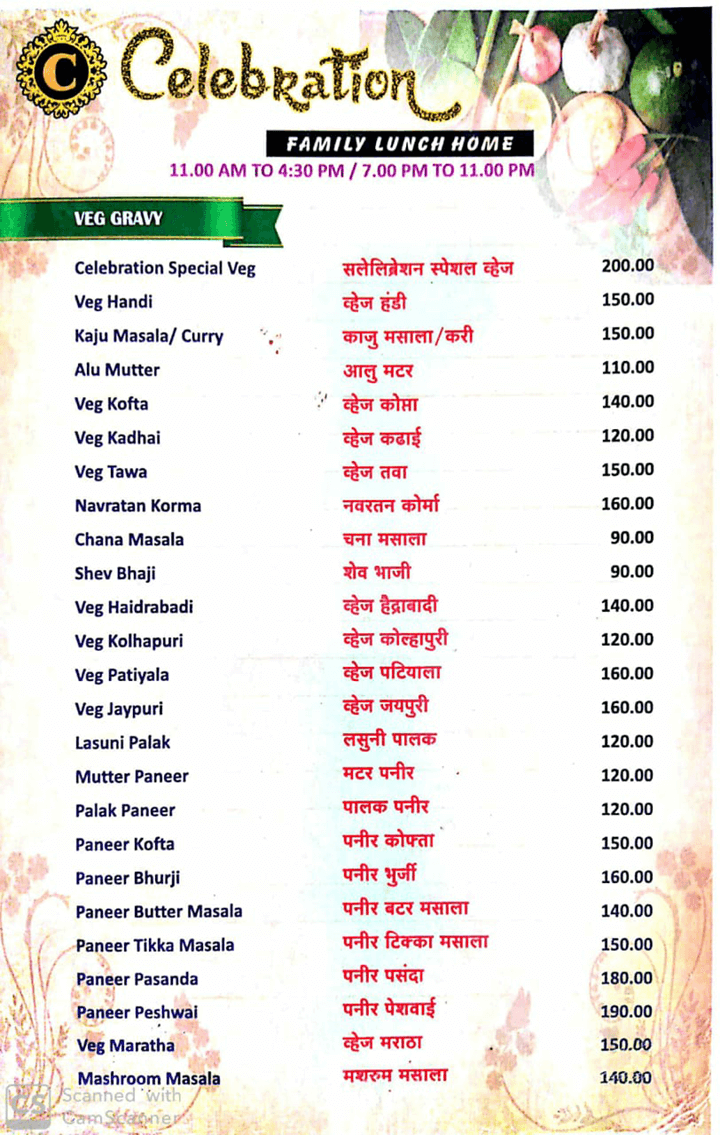 C
Celebration
FAMILY LUNCH HOME
11.00 AM TO 4:30 PM / 7.00 PM TO 11.00 PM
VEG GRAVY
Celebration Special Veg सलेलिब्रेशन स्पेशल व्हेज 200.00
Veg Handi व्हेज हंडी 150.00
Kaju Masala/ Curry काजु मसाला/करी 150.00
Alu Mutter आलु मटर 110.00
Veg Kofta व्हेज कोप्ता 140.00
Veg Kadhai व्हेज कढाई 120.00
Veg Tawa व्हेज तवा 150.00
Navratan Korma नवरतन कोर्मा 160.00
Chana Masala चना मसाला 90.00
Shev Bhaji शेव भाजी 90.00
Veg Haidrabadi व्हेज हैद्राबादी 140.00
Veg Kolhapuri व्हेज कोल्हापुरी 120.00
Veg Patiyala व्हेज पटियाला 160.00
Veg Jaypuri व्हेज जयपुरी 160.00
Lasuni Palak लसुनी पालक 120.00
Mutter Paneer मटर पनीर 120.00
Palak Paneer पालक पनीर 120.00
Paneer Kofta पनीर कोफ्ता 150.00
Paneer Bhurji पनीर भुर्जी 160.00
Paneer Butter Masala पनीर बटर मसाला 140.00
Paneer Tikka Masala पनीर टिक्का मसाला 150.00
Paneer Pasanda पनीर पसंदा 180.00
Paneer Peshwai पनीर पेशवाई 190.00
Veg Maratha व्हेज मराठा 150.00
Mashroom Masala मशरुम मसाला 140.00
CS Scanned with
CamScanner